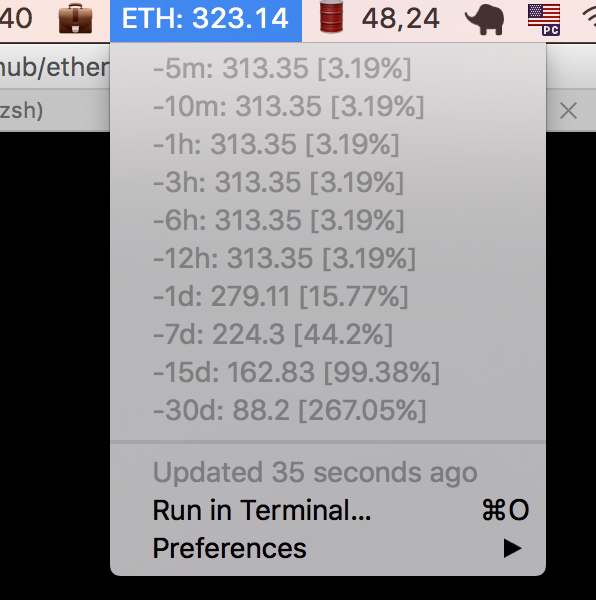 40 ETH: 323.14 48,24 PC
hub/ether
zsh)
-5m: 313.35 [3.19%]
-10m: 313.35 [3.19%]
-1h: 313.35 [3.19%]
-3h: 313.35 [3.19%]
-6h: 313.35 [3.19%]
-12h: 313.35 [3.19%]
-1d: 279.11 [15.77%]
-7d: 224.3 [44.2%]
-15d: 162.83 [99.38%]
-30d: 88.2 [267.05%]
Updated 35 seconds ago
Run in Terminal... ⌘O
Preferences ▶